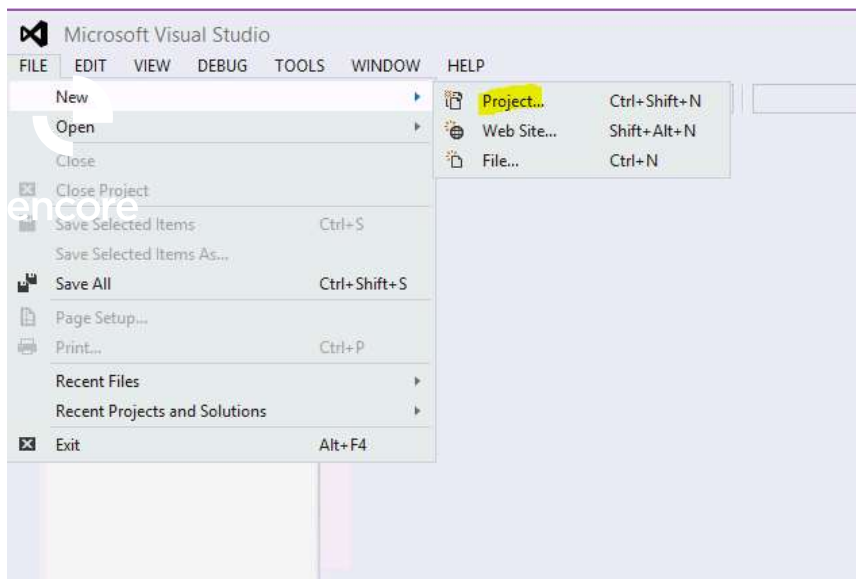 Microsoft Visual Studio
FILE EDIT VIEW DEBUG TOOLS WINDOW HELP
New
Open
Close
Close Project
encore
Save Selected Items Ctrl+S
Save Selected Items As...
Save All Ctrl+Shift+S
Page Setup...
Print... Ctrl+P
Recent Files
Recent Projects and Solutions
Exit Alt+F4
Project... Ctrl+Shift+N
Web Site... Shift+Alt+N
File... Ctrl+N